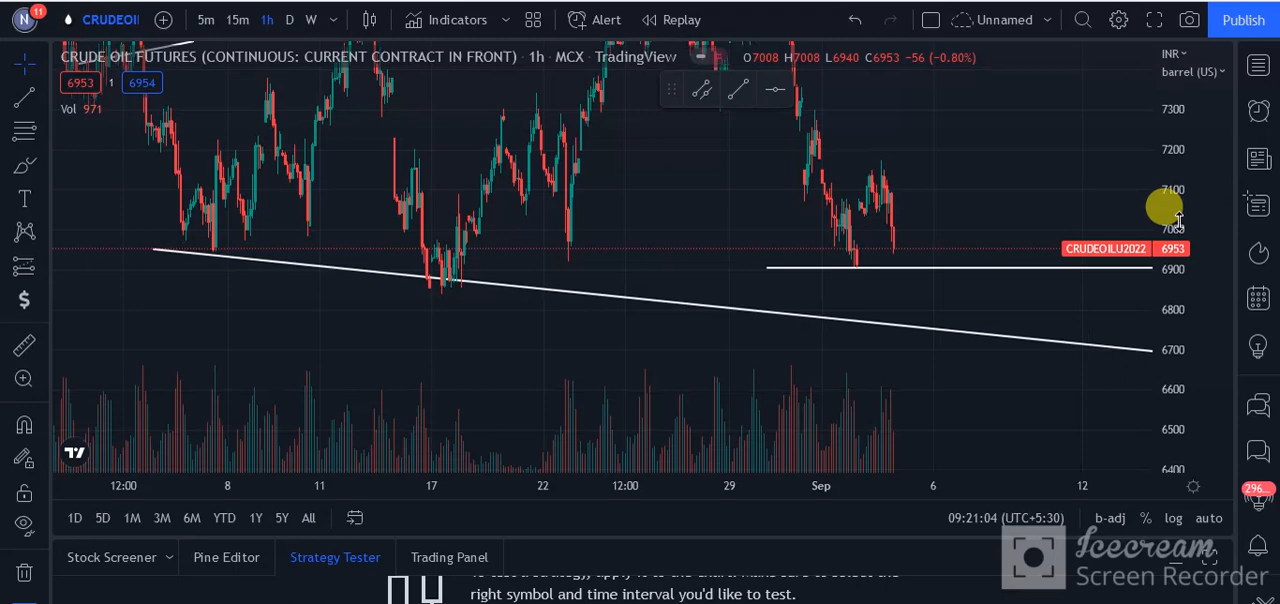 N 11 CRUDEOI 5m 15m 1h D W Indicators Alert Replay Unnamed Publish
CRUDE OIL FUTURES (CONTINUOUS: CURRENT CONTRACT IN FRONT) · 1h · MCX · TradingView O7008 H7008 L6940 C6953 −56 (−0.80%) INR
6953 1 6954 barrel (US)
Vol 971
7300
7200
7100
CRUDEOILU2022 6953
6900
6800
6700
6600
6500
6400
12:00 8 11 17 22 12:00 29 Sep 6 12
296...
1D 5D 1M 3M 6M YTD 1Y 5Y All 09:21:04 (UTC+5:30) b-adj % log auto
Stock Screener Pine Editor Strategy Tester Trading Panel
Icecream
Screen Recorder
right symbol and time interval you'd like to test.